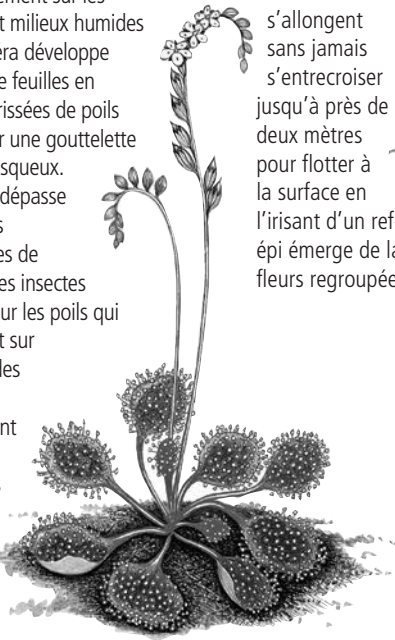 ement sur les
t milieux humides
era développe
e feuilles en
rissées de poils
r une gouttelette
squeux.
dépasse
s
es de
es insectes
ur les poils qui
t sur
les
nt
s'allongent
sans jamais
s'entrecroiser
jusqu'à près de
deux mètres
pour flotter à
la surface en
l'irisant d'un ref
épi émerge de la
fleurs regroupée